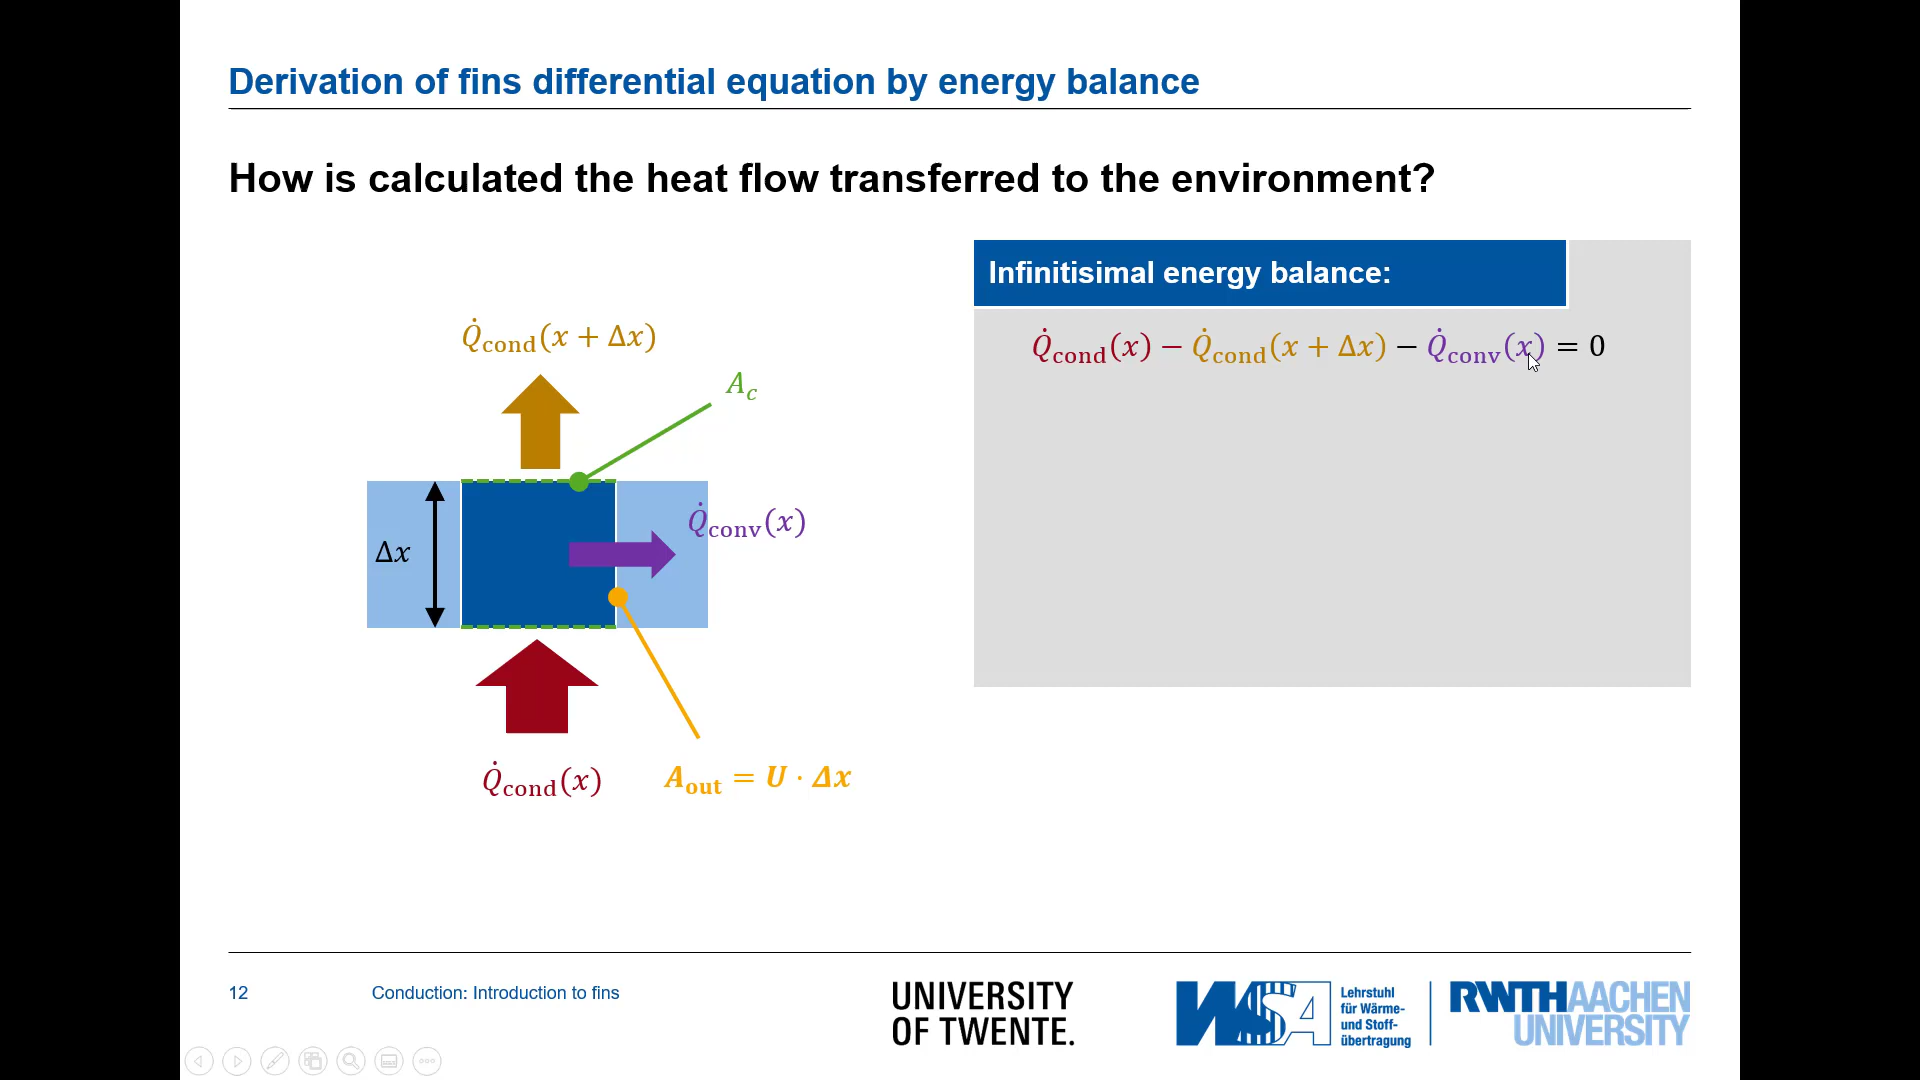 Derivation of fins differential equation by energy balance
How is calculated the heat flow transferred to the environment?
Infinitisimal energy balance:
Q̇cond(x) − Q̇cond(x + Δx) − Q̇conv(x) = 0
Q̇cond(x + Δx)
Ac
Q̇conv(x)
Δx
Q̇cond(x)
Aout = U · Δx
12
Conduction: Introduction to fins
UNIVERSITY
OF TWENTE.
WSA
Lehrstuhl
für Wärme-
und Stoff-
übertragung
RWTHAACHEN
UNIVERSITY